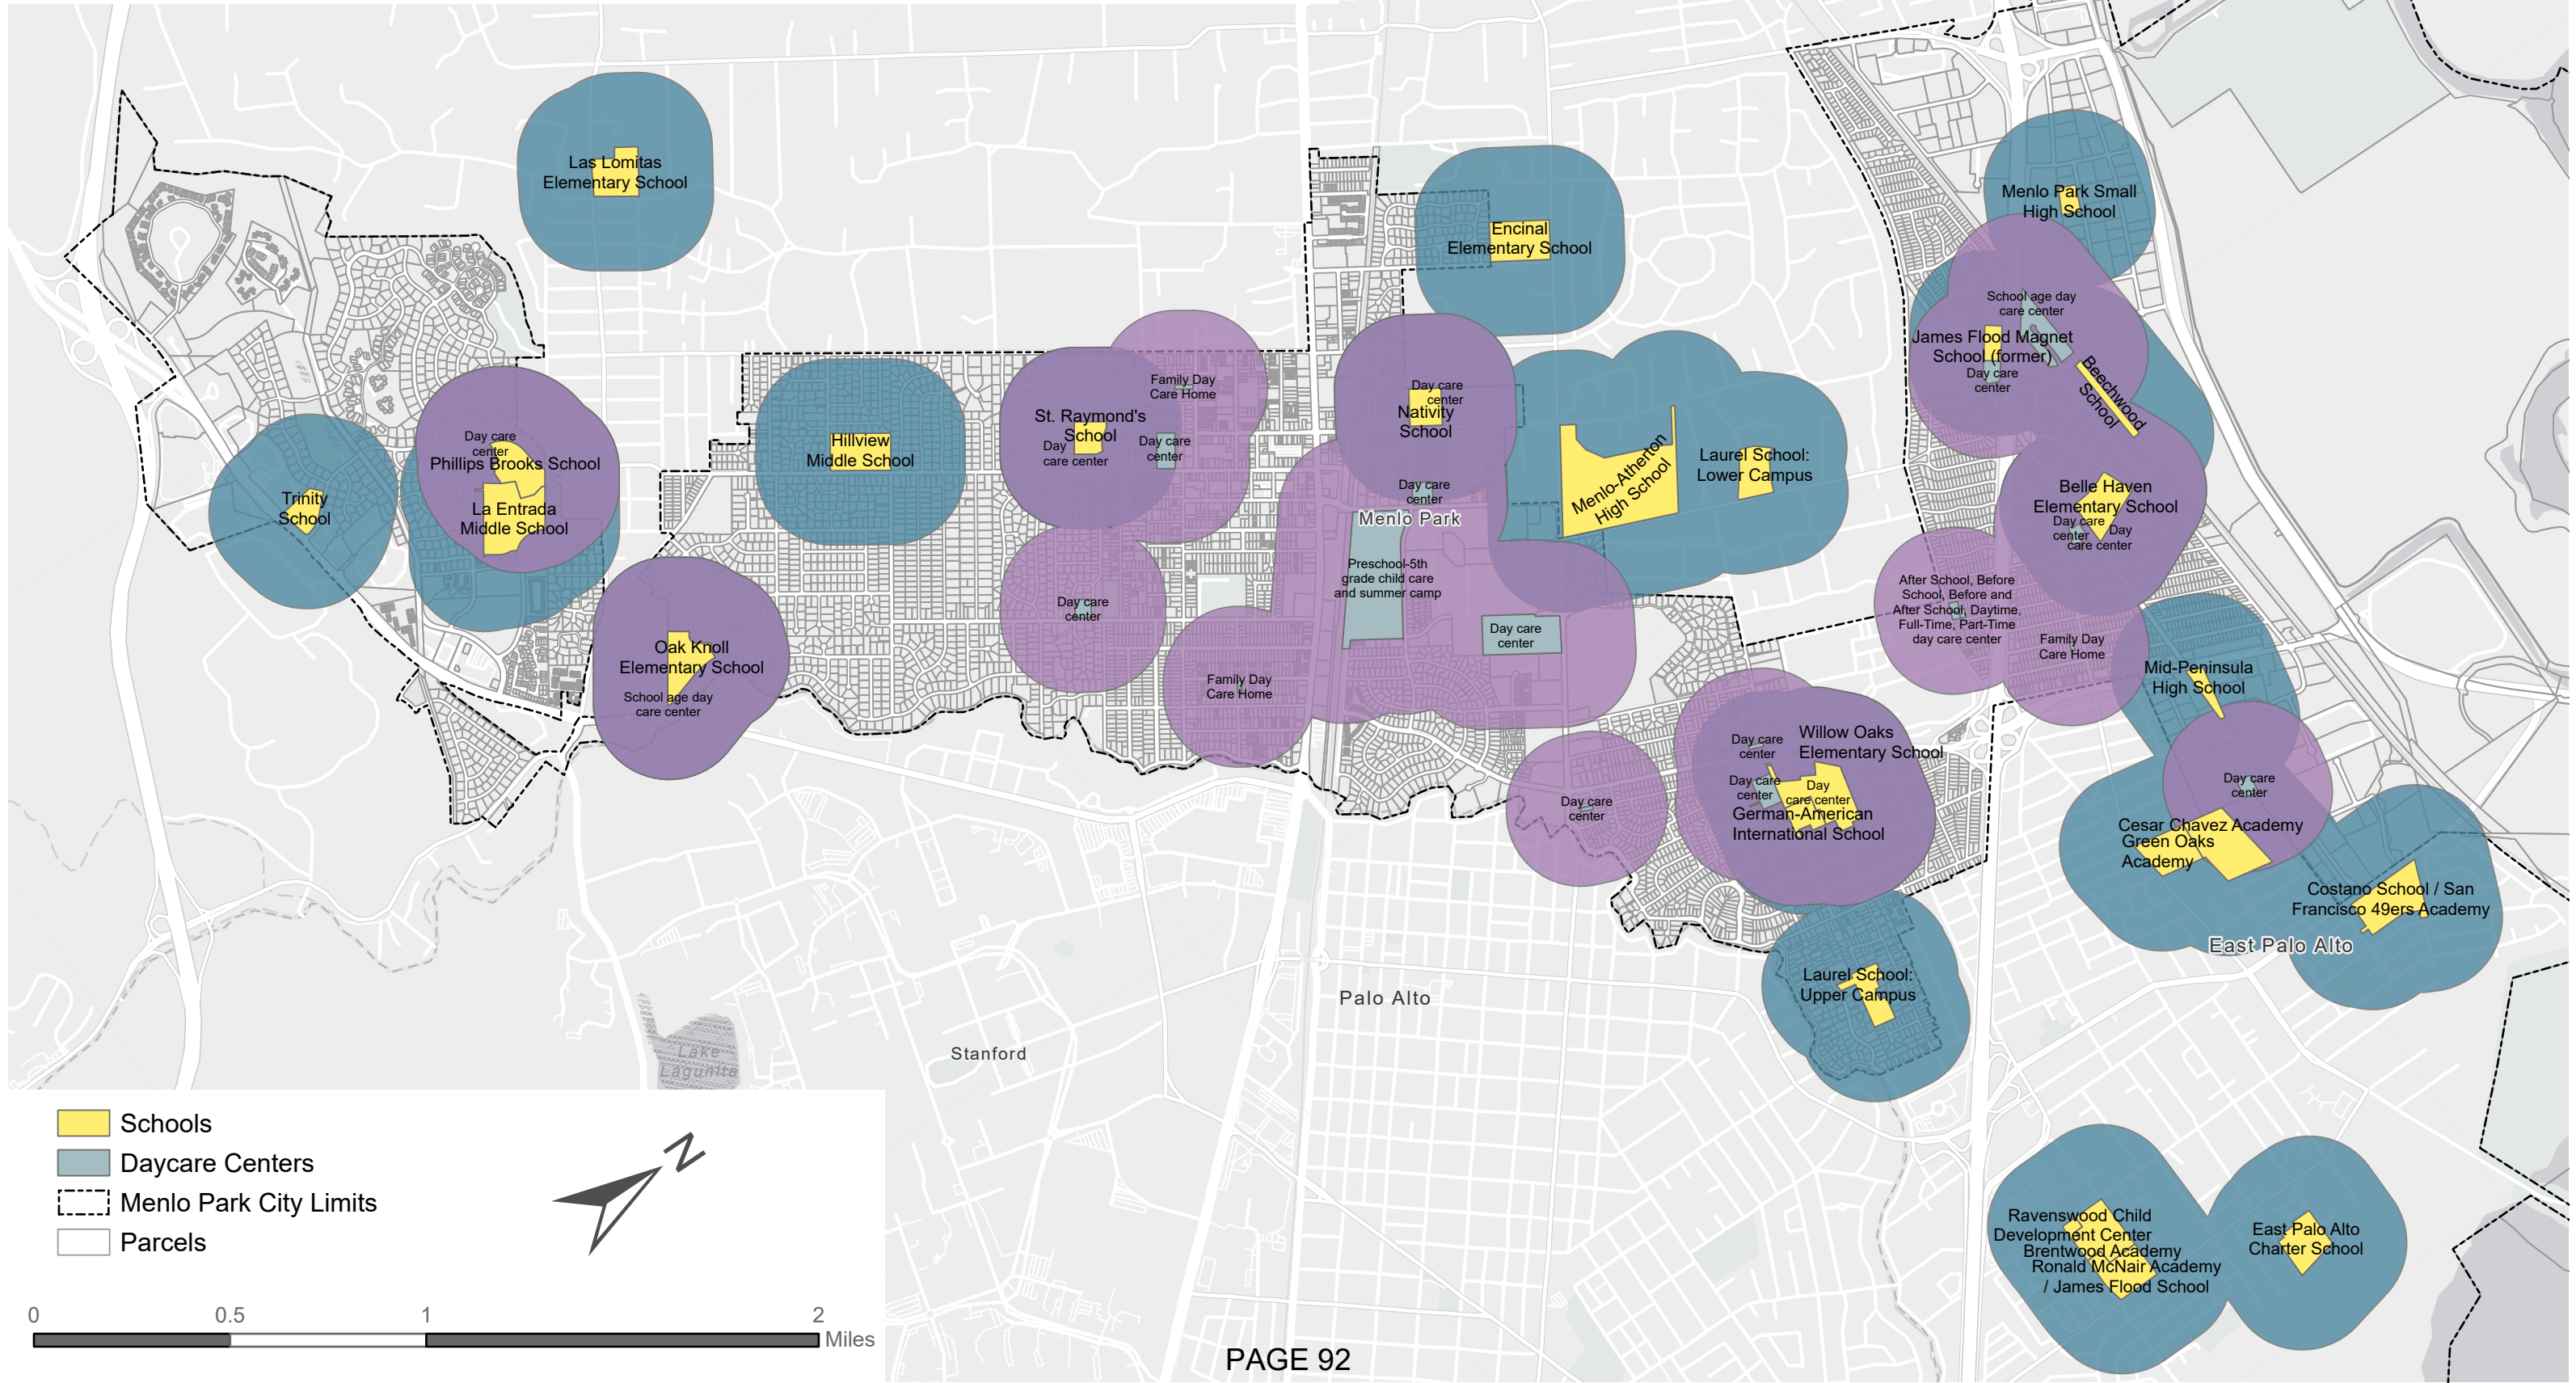 Las Lomitas
Elementary School
Encinal
Elementary School
Menlo Park Small
High School
School age day
care center
James Flood Magnet
School (former)
Day care
center
Beechwood
School
Family Day
Care Home
Day care
center
Nativity
School
St. Raymond's
School
Day
care center
Day care
center
Hillview
Middle School
Day care
center
Phillips Brooks School
La Entrada
Middle School
Trinity
School
Menlo-Atherton
High School
Laurel School:
Lower Campus
Day care
center
Menlo Park
Belle Haven
Elementary School
Day care
center
Day
care center
Preschool-5th
grade child care
and summer camp
Day care
center
Day care
center
After School, Before
School, Before and
After School, Daytime,
Full-Time, Part-Time
day care center
Family Day
Care Home
Oak Knoll
Elementary School
School age day
care center
Family Day
Care Home
Mid-Peninsula
High School
Willow Oaks
Elementary School
Day care
center
Day care
center
Day
care center
German-American
International School
Day care
center
Day care
center
Cesar Chavez Academy
Green Oaks
Academy
Costano School / San
Francisco 49ers Academy
East Palo Alto
Laurel School:
Upper Campus
Palo Alto
Stanford
Lake
Lagunita
Schools
Daycare Centers
Menlo Park City Limits
Parcels
N
Ravenswood Child
Development Center
Brentwood Academy
Ronald McNair Academy
/ James Flood School
East Palo Alto
Charter School
0 0.5 1 2
Miles
PAGE 92